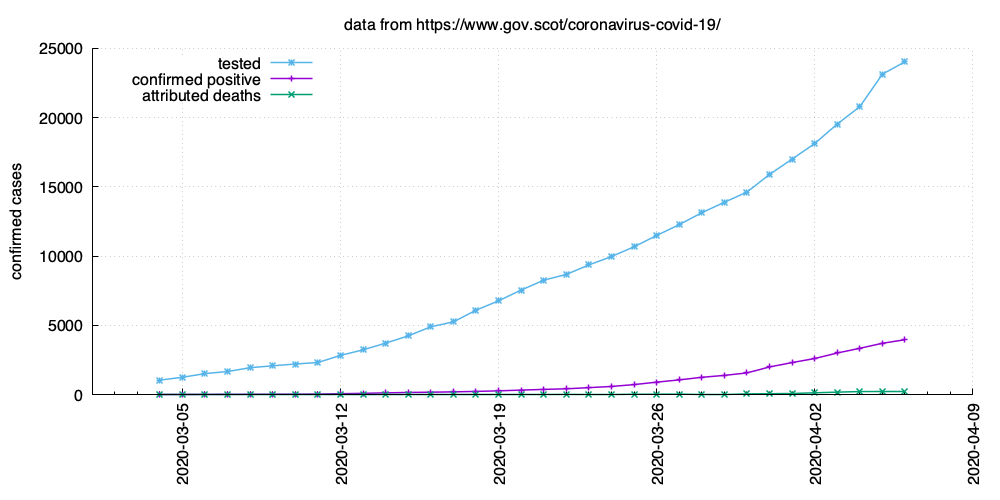 data from https://www.gov.scot/coronavirus-covid-19/
25000
20000
15000
10000
5000
0
confirmed cases
tested
confirmed positive
attributed deaths
2020-03-05
2020-03-12
2020-03-19
2020-03-26
2020-04-02
2020-04-09